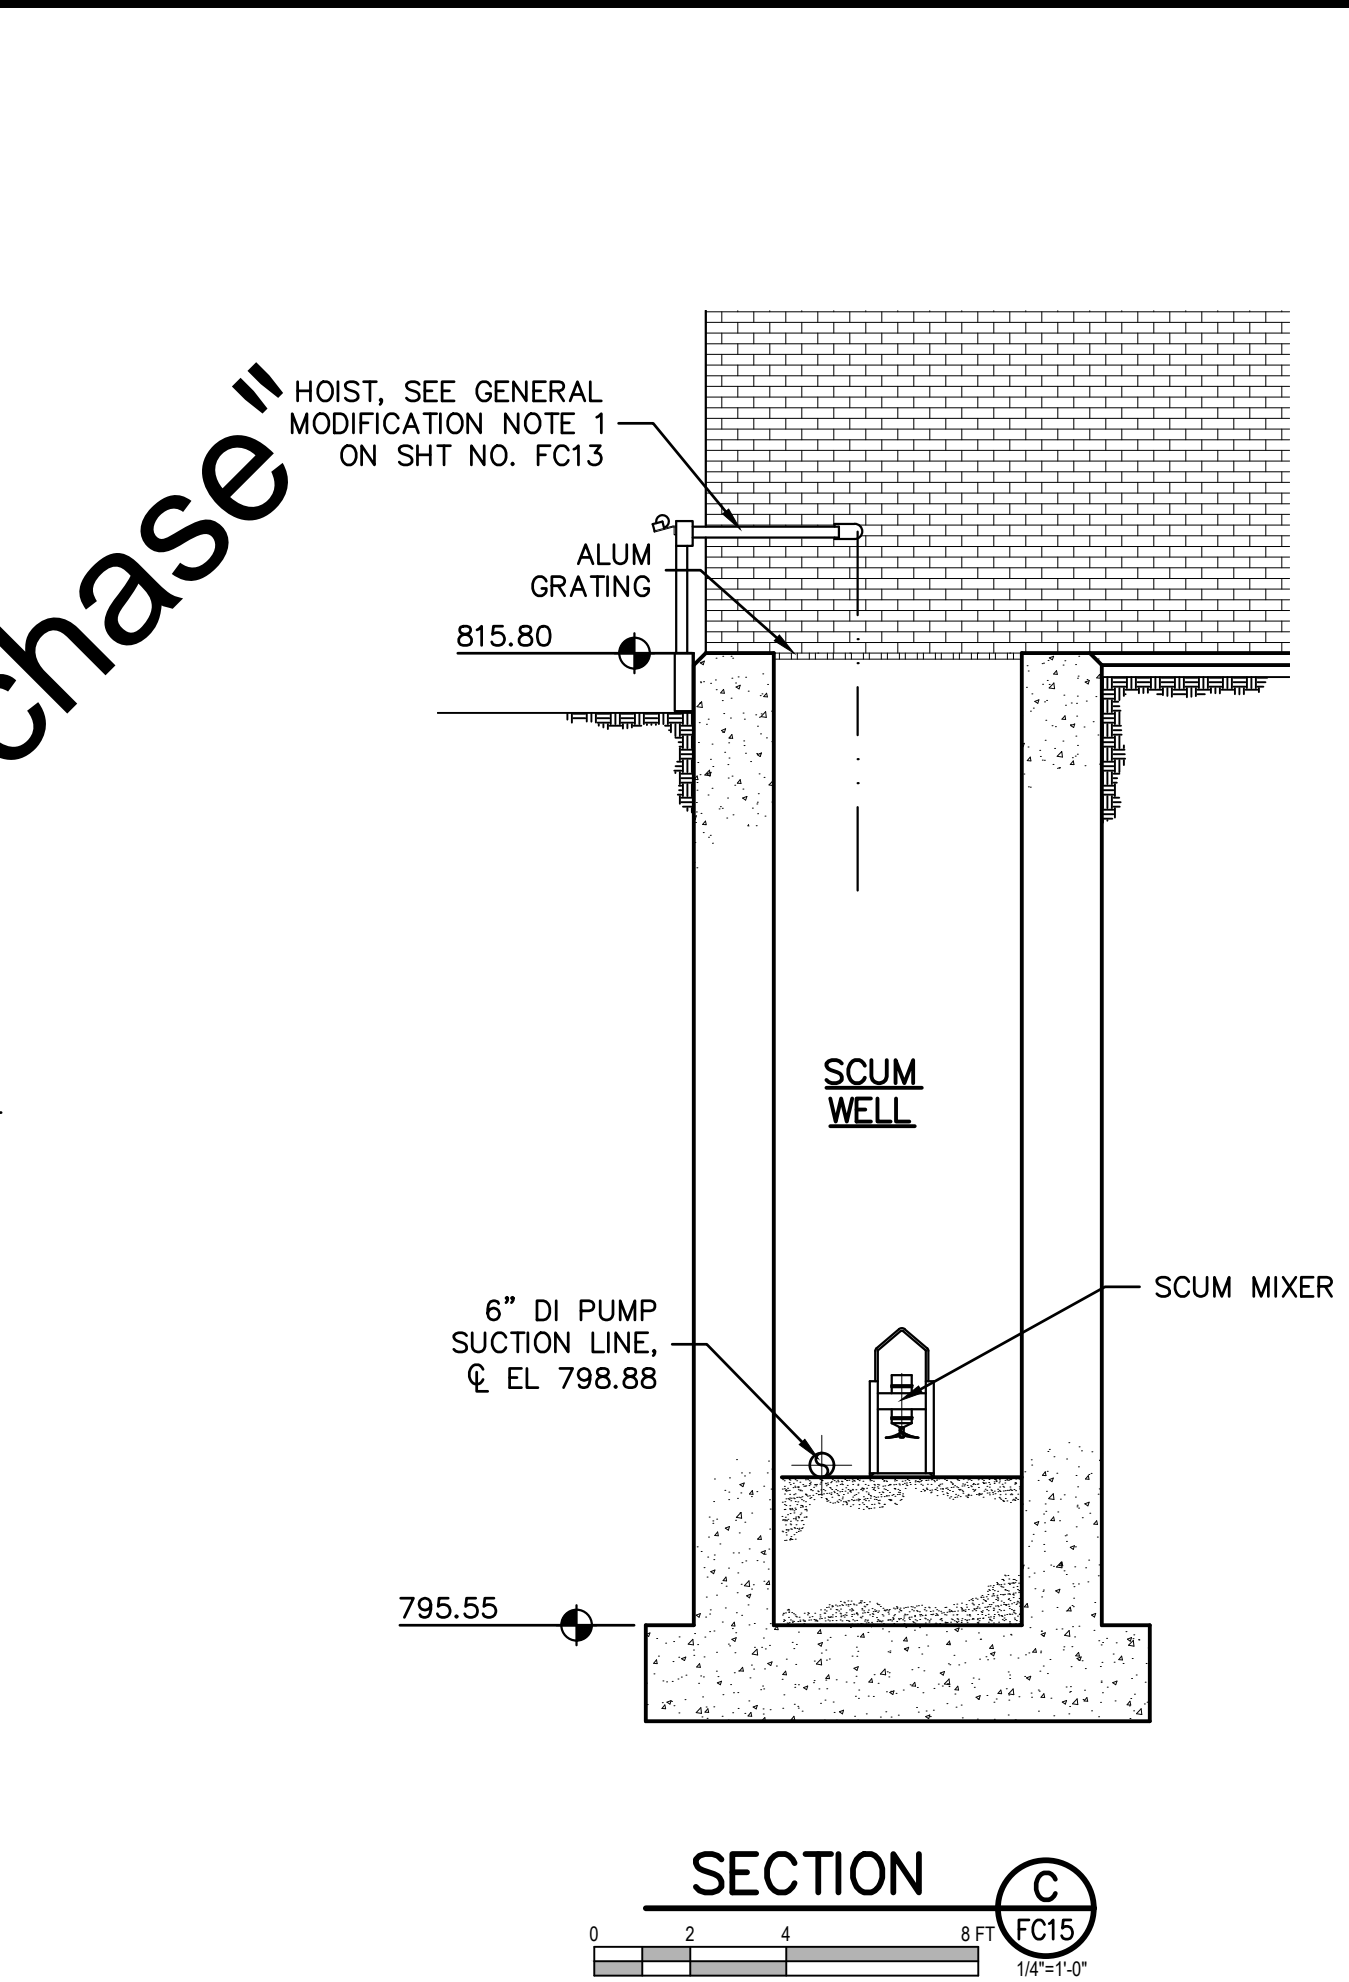 chase"
HOIST, SEE GENERAL
MODIFICATION NOTE 1
ON SHT NO. FC13
ALUM
GRATING
815.80
SCUM
WELL
SCUM MIXER
6” DI PUMP
SUCTION LINE,
℄ EL 798.88
795.55
SECTION
C
FC15
0 2 4 8 FT
1/4"=1'-0"